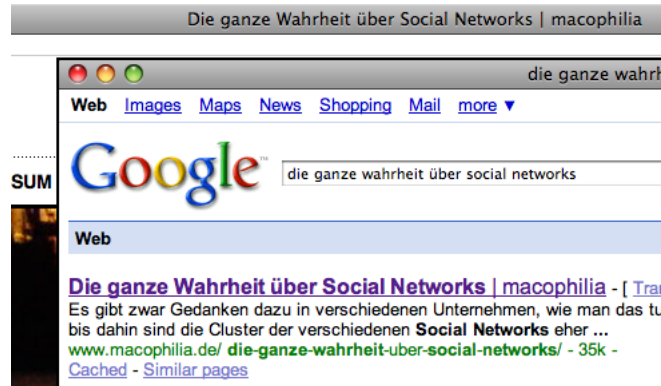 Die ganze Wahrheit über Social Networks | macophilia
die ganze
Web Images Maps News Shopping Mail more ▼
SUM
Google™ die ganze wahrheit über social networks
Web
Die ganze Wahrheit über Social Networks | macophilia - [
Es gibt zwar Gedanken dazu in verschiedenen Unternehmen, wie man das
bis dahin sind die Cluster der verschiedenen Social Networks eher ...
www.macophilia.de/ die-ganze-wahrheit-uber-social-networks/ - 35k -
Cached - Similar pages